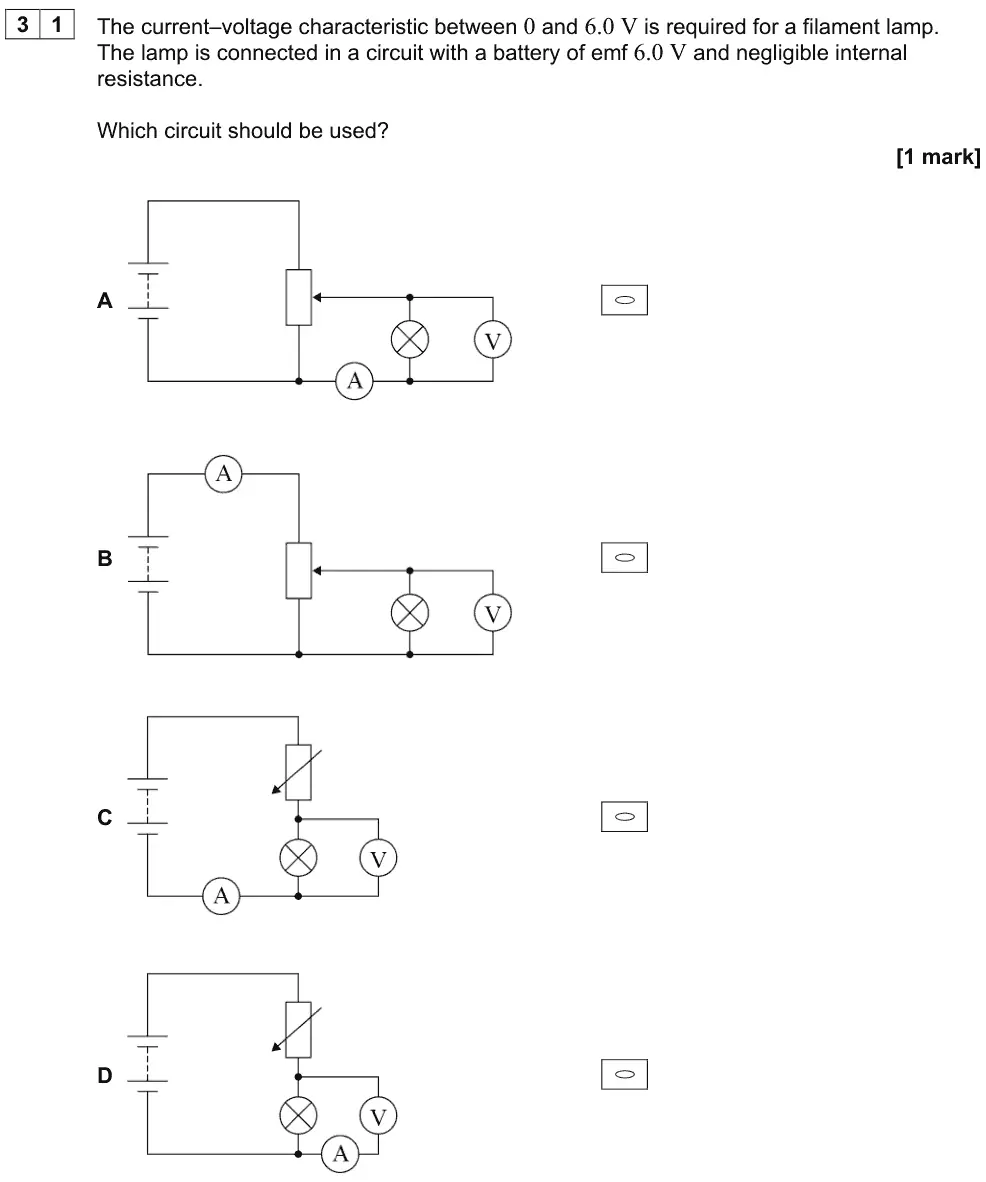 3 1 The current–voltage characteristic between 0 and 6.0 V is required for a filament lamp.
The lamp is connected in a circuit with a battery of emf 6.0 V and negligible internal
resistance.
Which circuit should be used?
[1 mark]
A
V
A
A
B
V
C
V
A
D
V
A